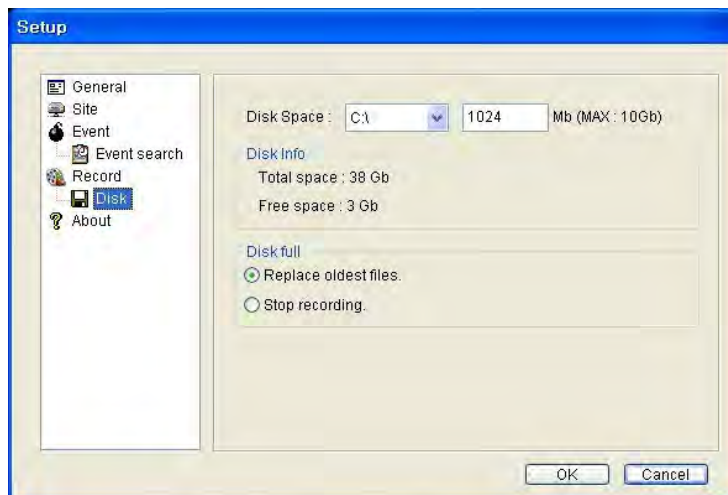 Setup
General
Site
Event
Event search
Record
Disk
About
Disk Space : C:\ 1024 Mb (MAX : 10Gb)
Disk Info
Total space : 38 Gb
Free space : 3 Gb
Disk full
Replace oldest files.
Stop recording.
OK Cancel